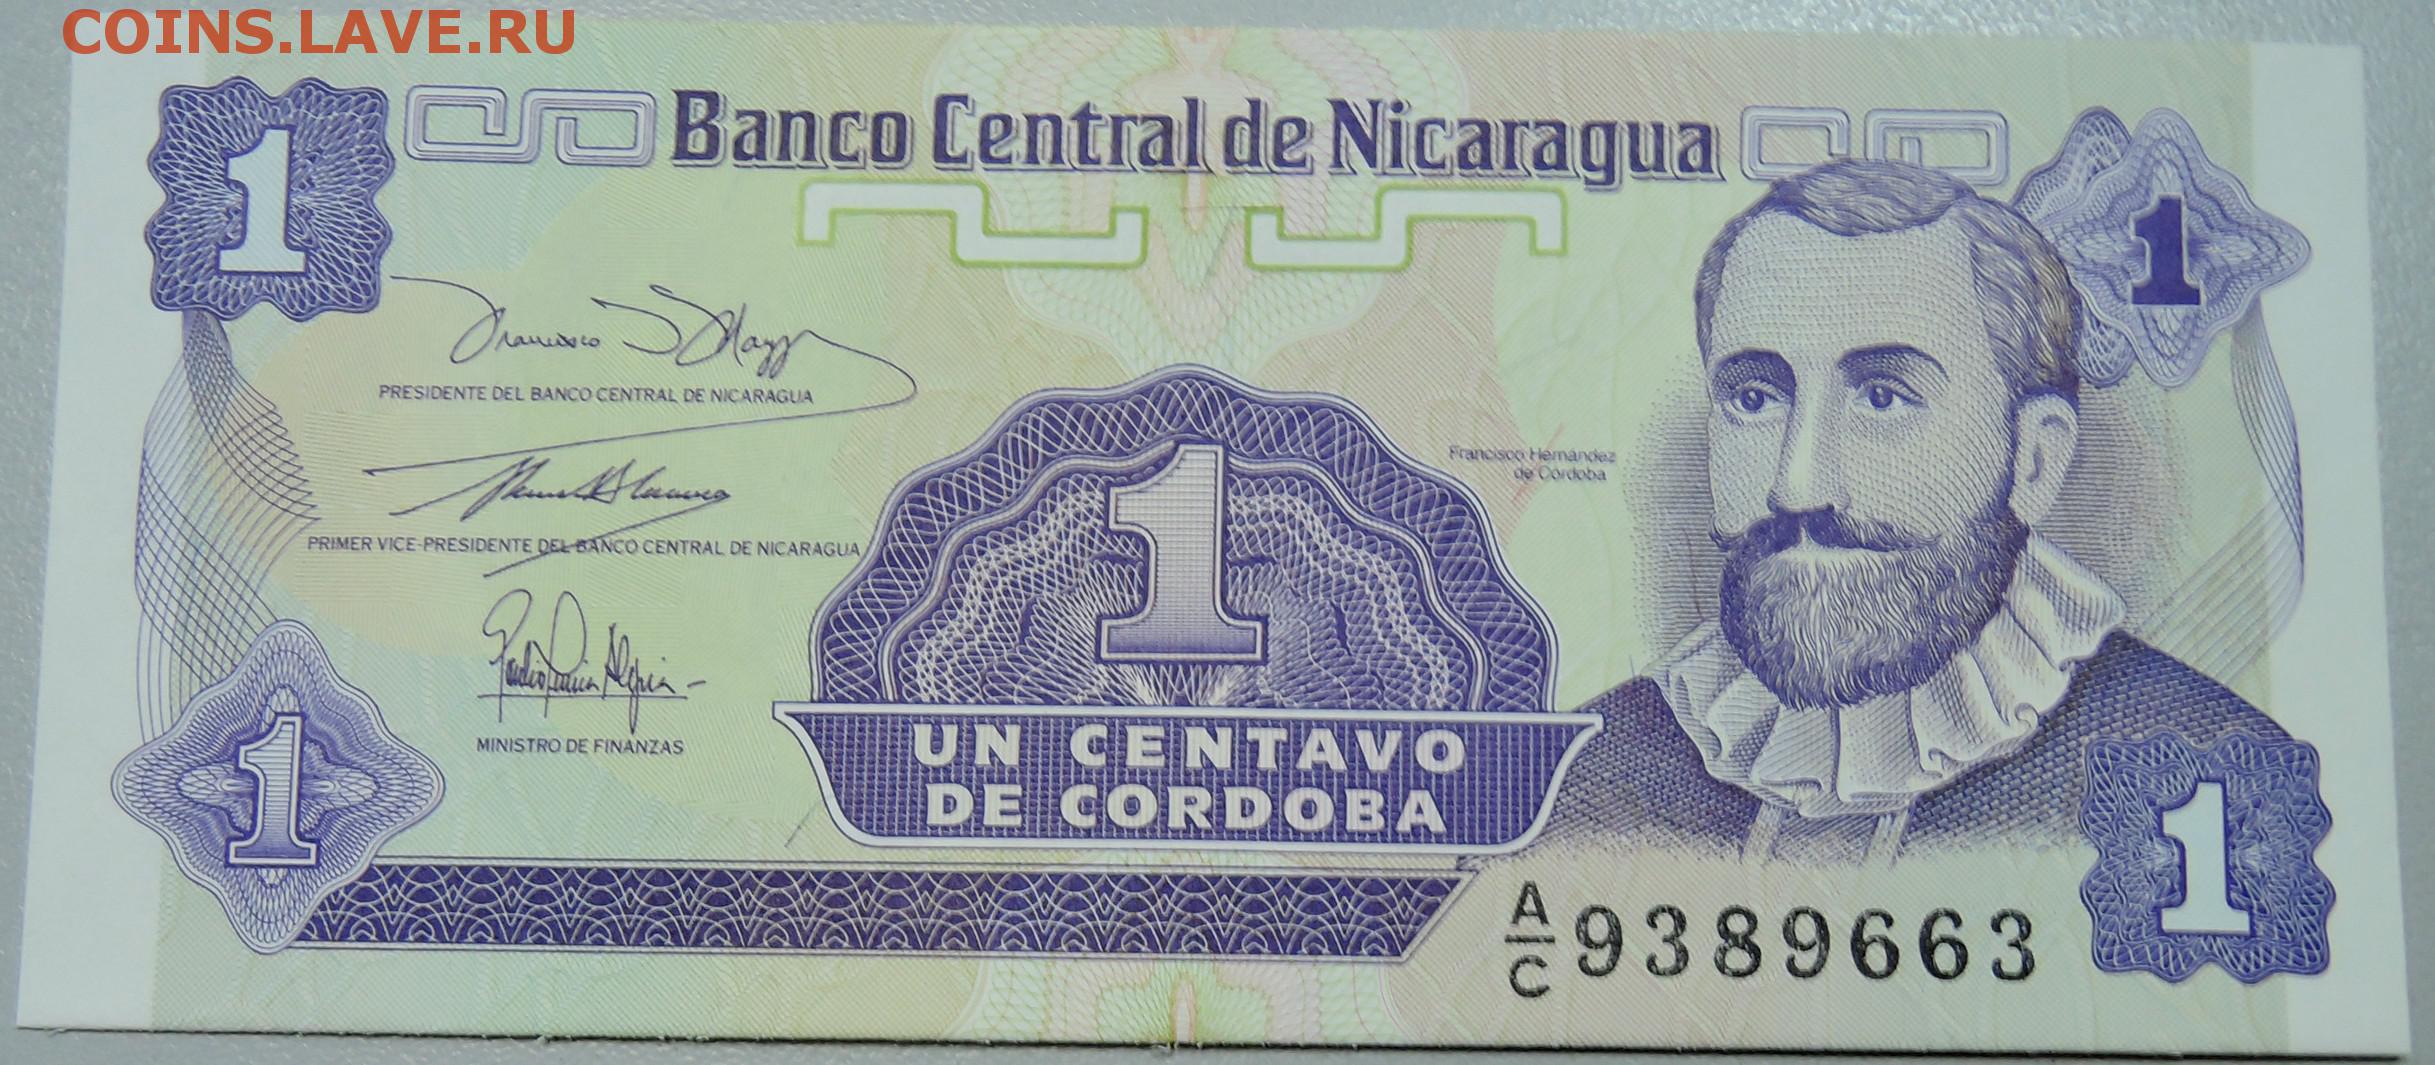 COINS.LAVE.RU
1
Banco Central de Nicaragua
1
PRESIDENTE DEL BANCO CENTRAL DE NICARAGUA
Francisco Hernández
de Córdoba
1
PRIMER VICE-PRESIDENTE DEL BANCO CENTRAL DE NICARAGUA
MINISTRO DE FINANZAS
UN CENTAVO
DE CORDOBA
1
1
A/C 9389663